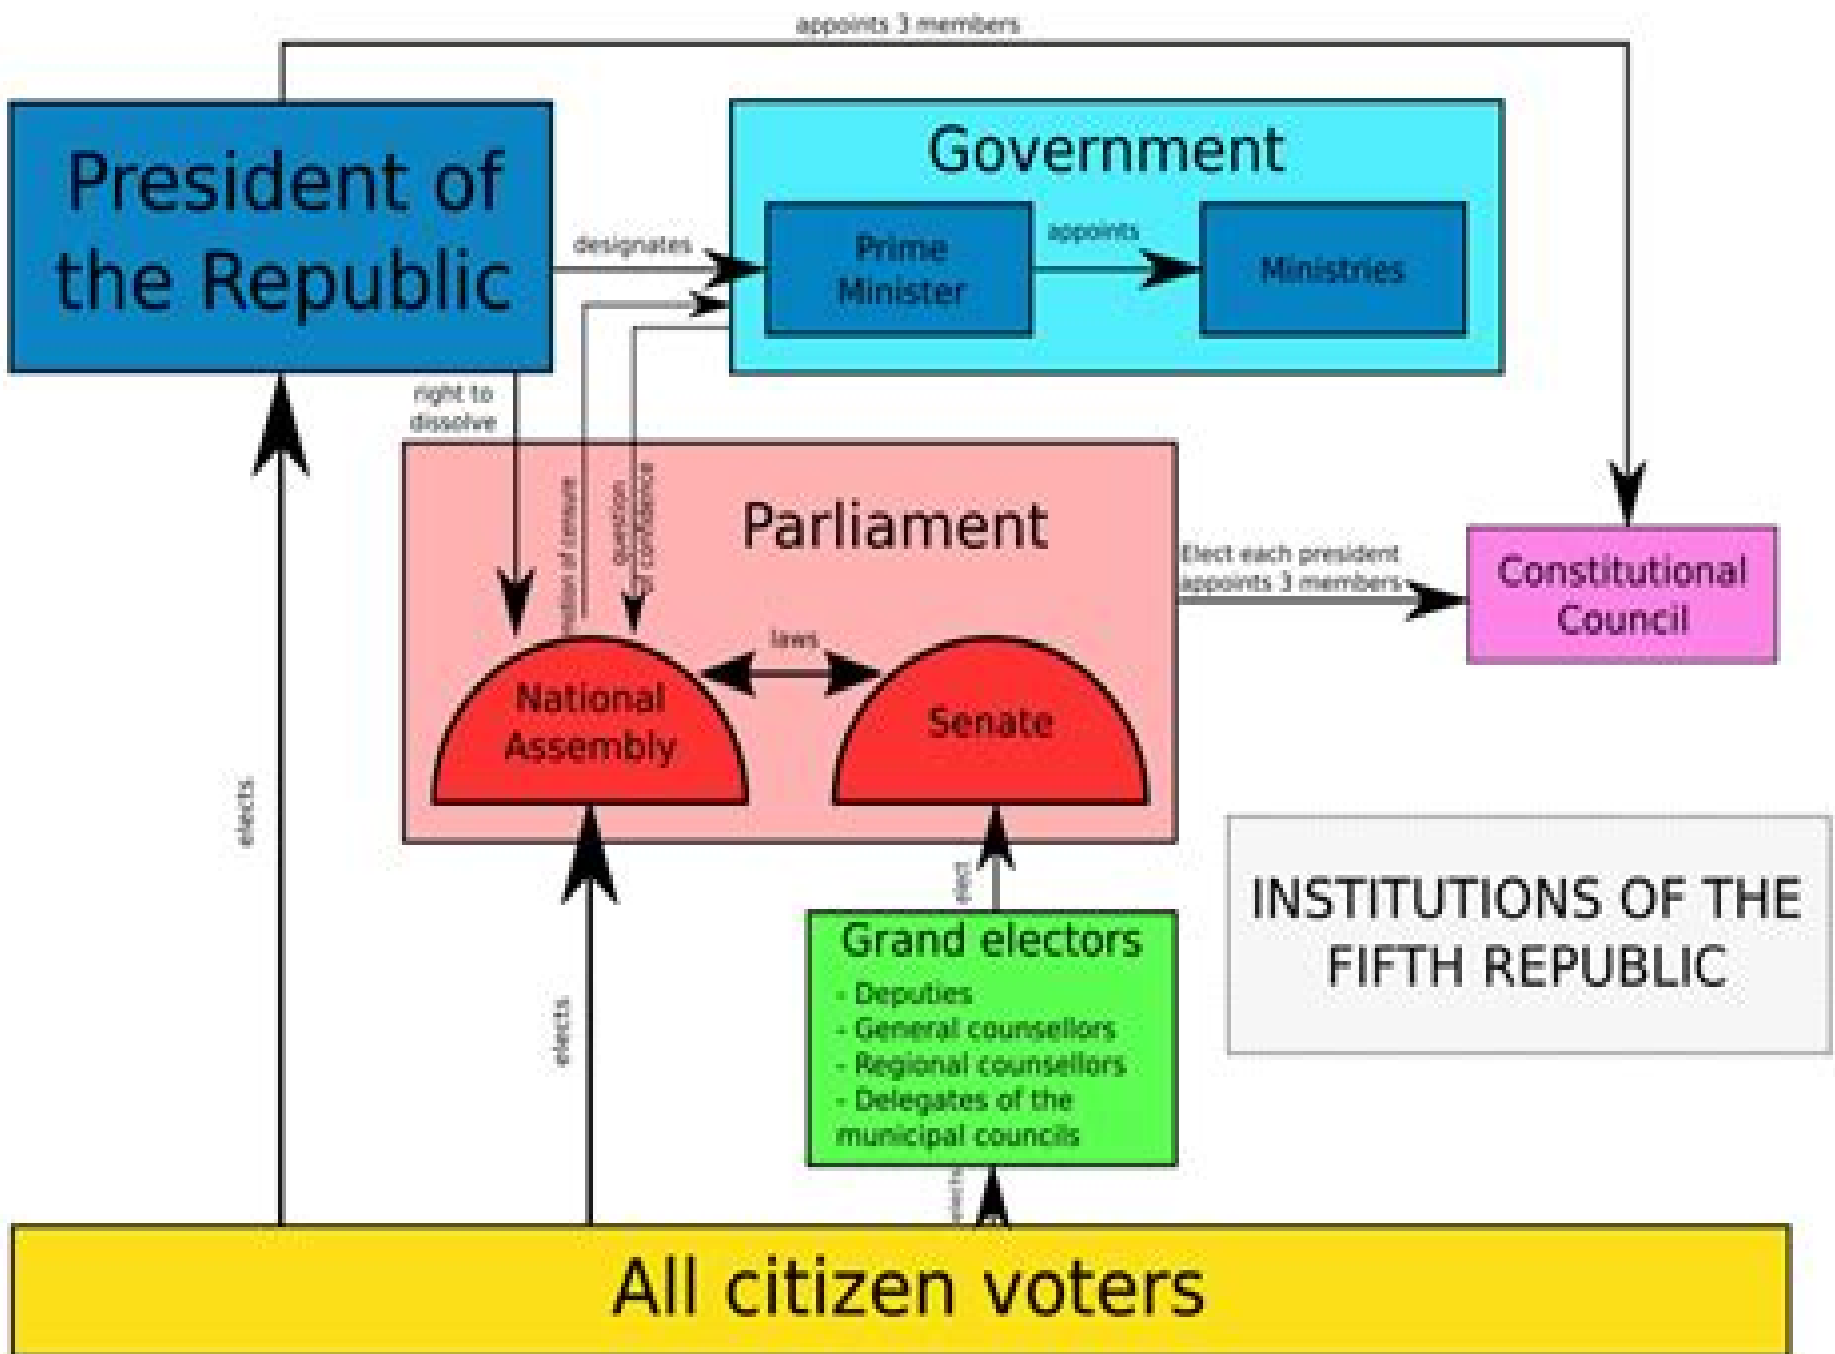 appoints 3 members
President of
the Republic
Government
designates
Prime
Minister
appoints
Ministries
right to
dissolve
motion of censure
question
of confidence
Parliament
Elect each president
appoints 3 members
Constitutional
Council
laws
National
Assembly
Senate
elects
elects
elect
Grand electors
- Deputies
- General counsellors
- Regional counsellors
- Delegates of the
municipal councils
elects
INSTITUTIONS OF THE
FIFTH REPUBLIC
All citizen voters